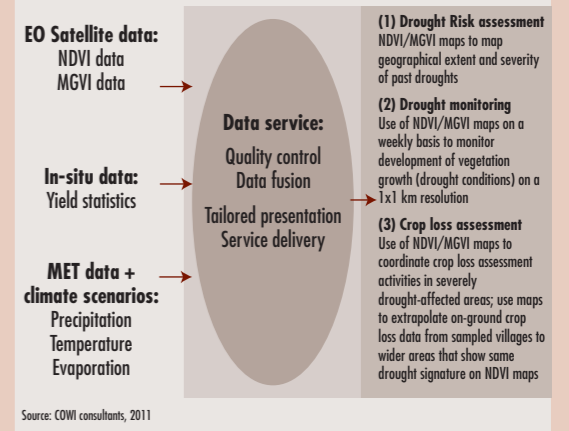 EO Satellite data:
NDVI data
MGVI data
In-situ data:
Yield statistics
MET data +
climate scenarios:
Precipitation
Temperature
Evaporation
Data service:
Quality control
Data fusion
Tailored presentation
Service delivery
(1) Drought Risk assessment
NDVI/MGVI maps to map
geographical extent and severity
of past droughts
(2) Drought monitoring
Use of NDVI/MGVI maps on a
weekly basis to monitor
development of vegetation
growth (drought conditions) on a
1x1 km resolution
(3) Crop loss assessment
Use of NDVI/MGVI maps to
coordinate crop loss assessment
activities in severely
drought-affected areas; use maps
to extrapolate on-ground crop
loss data from sampled villages to
wider areas that show same
drought signature on NDVI maps
Source: COWI consultants, 2011